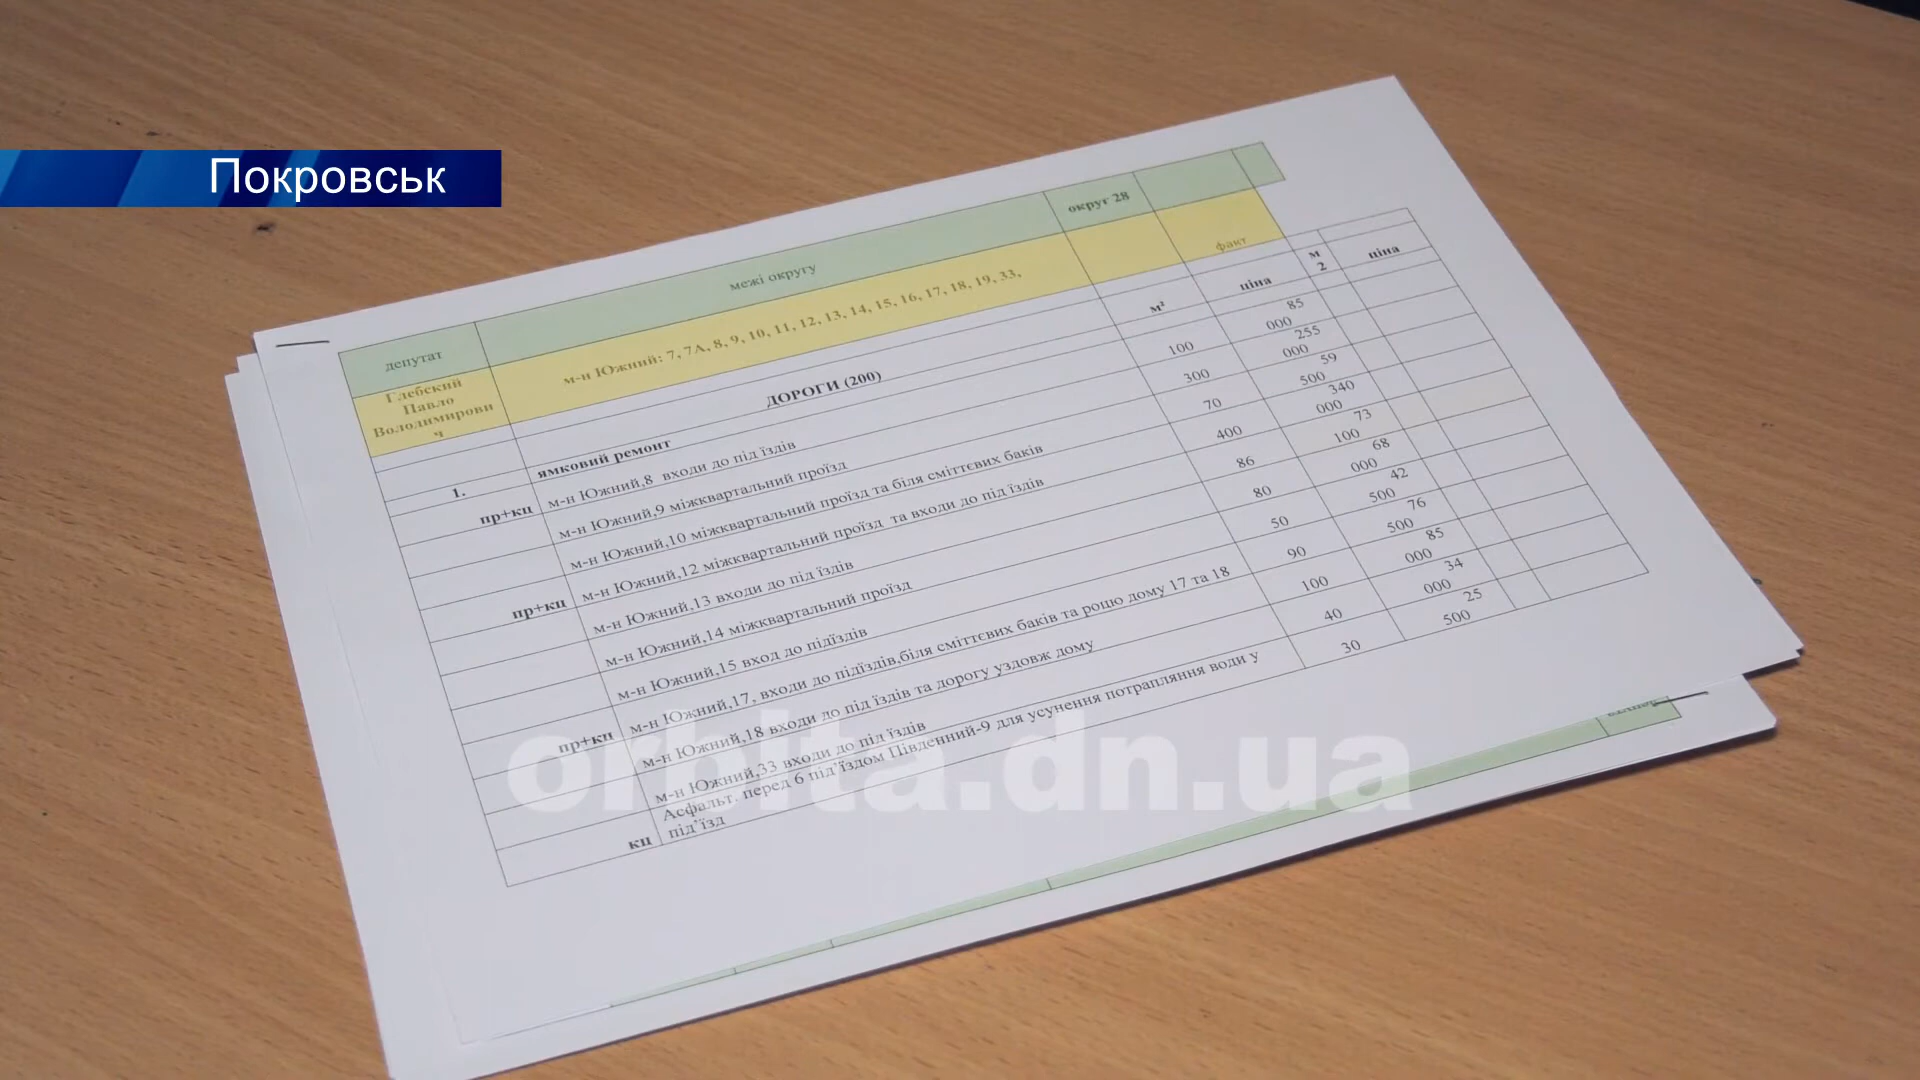 Покровськ
межі округу
округ 28
депутат
Глебский
Павло
Володимирови
ч
м-н Южний: 7, 7А, 8, 9, 10, 11, 12, 13, 14, 15, 16, 17, 18, 19, 33,
факт
ДОРОГИ (200)
м²
ціна
м
2
ціна
1.
ямковий ремонт
пр+кц
м-н Южний,8 входи до під їздів
100
85
000
м-н Южний,9 міжквартальний проїзд
300
255
000
м-н Южний,10 міжквартальний проїзд та біля сміттєвих баків
70
59
500
пр+кц
м-н Южний,12 міжквартальний проїзд та входи до під їздів
400
340
000
м-н Южний,13 входи до під їздів
86
73
100
м-н Южний,14 міжквартальний проїзд
80
68
000
м-н Южний,15 вход до підїздів
50
42
500
пр+кц
м-н Южний,17, входи до підїздів,біля сміттєвих баків та рощю дому 17 та 18
90
76
500
м-н Южний,18 входи до під їздів та дорогу уздовж дому
100
85
000
м-н Южний,33 входи до під їздів
40
34
000
кц
Асфальт. перед 6 під’їздом Південний-9 для усунення потрапляння води у
під’їзд
30
25
500
orbita.dn.ua